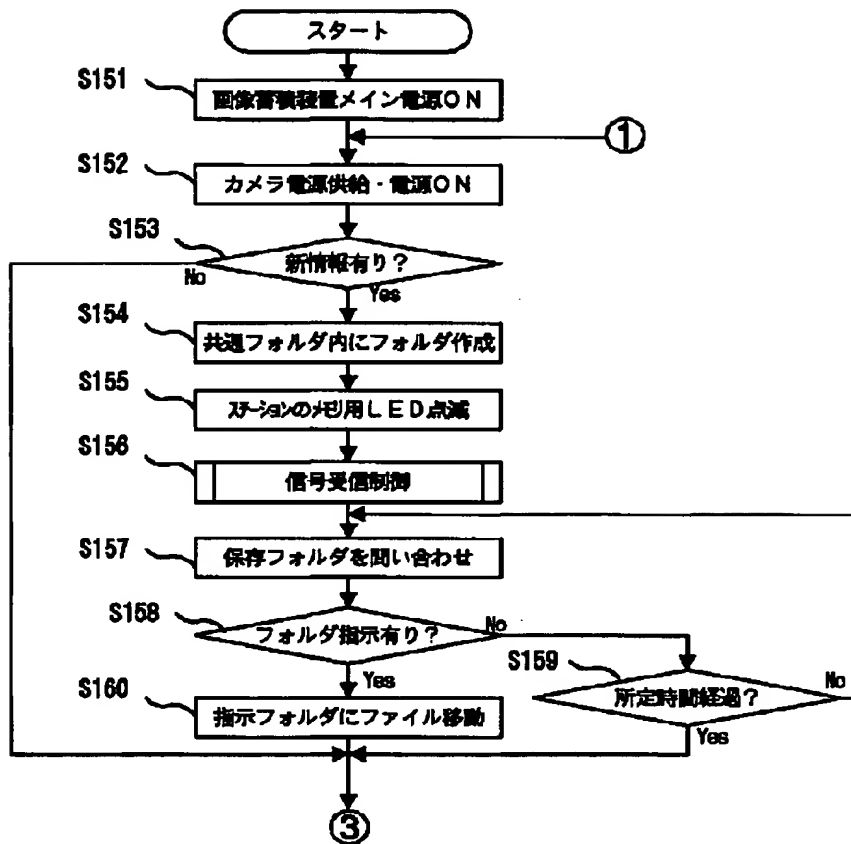 スタート
S151
画像蓄積装置メイン電源ON
①
S152
カメラ電源供給・電源ON
S153
新情報有り?
No
Yes
S154
共通フォルダ内にフォルダ作成
S155
ステーションのメモリ用LED点滅
S156
信号受信制御
S157
保存フォルダを問い合わせ
S158
フォルダ指示有り?
No
Yes
S159
所定時間経過?
No
Yes
S160
指示フォルダにファイル移動
③